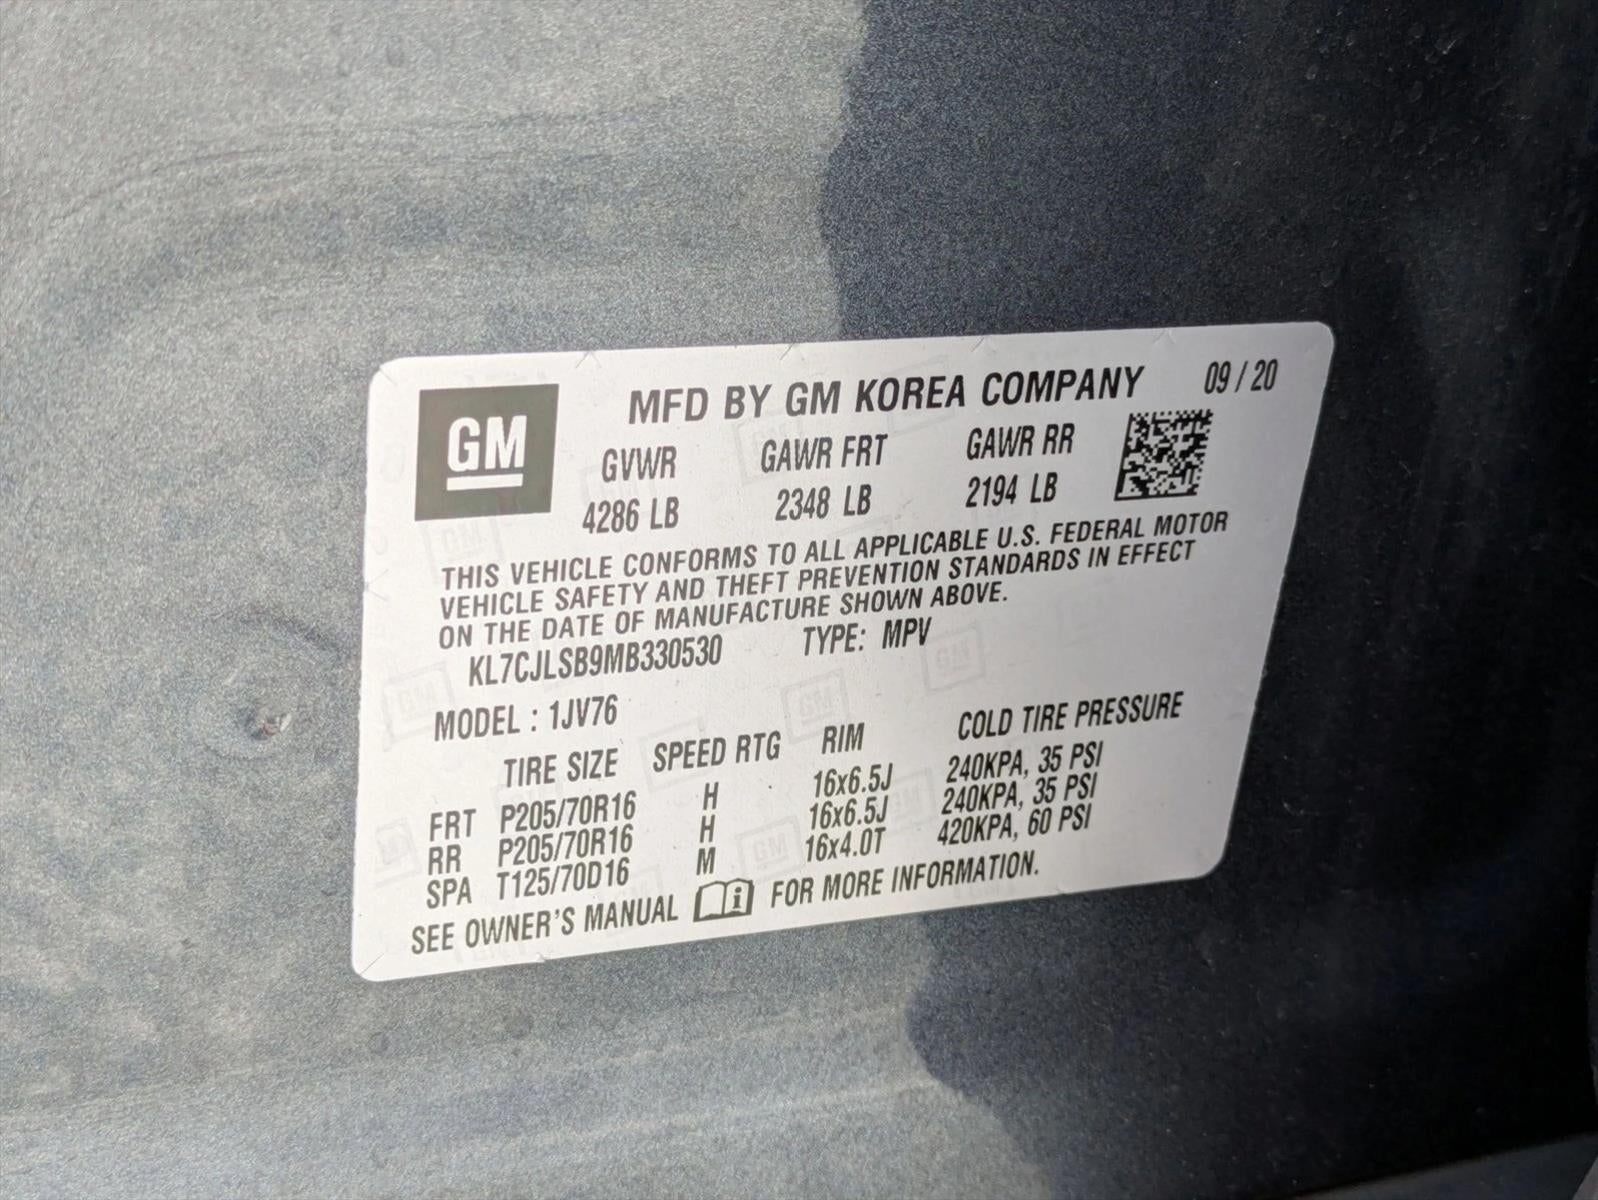 GM
MFD BY GM KOREA COMPANY 09 / 20
GVWR GAWR FRT GAWR RR
4286 LB 2348 LB 2194 LB
THIS VEHICLE CONFORMS TO ALL APPLICABLE U.S. FEDERAL MOTOR
VEHICLE SAFETY AND THEFT PREVENTION STANDARDS IN EFFECT
ON THE DATE OF MANUFACTURE SHOWN ABOVE.
KL7CJLSB9MB330530 TYPE: MPV
MODEL : 1JV76
TIRE SIZE SPEED RTG RIM COLD TIRE PRESSURE
FRT P205/70R16 H 16x6.5J 240KPA, 35 PSI
RR P205/70R16 H 16x6.5J 240KPA, 35 PSI
SPA T125/70D16 M 16x4.0T 420KPA, 60 PSI
SEE OWNER'S MANUAL i FOR MORE INFORMATION.